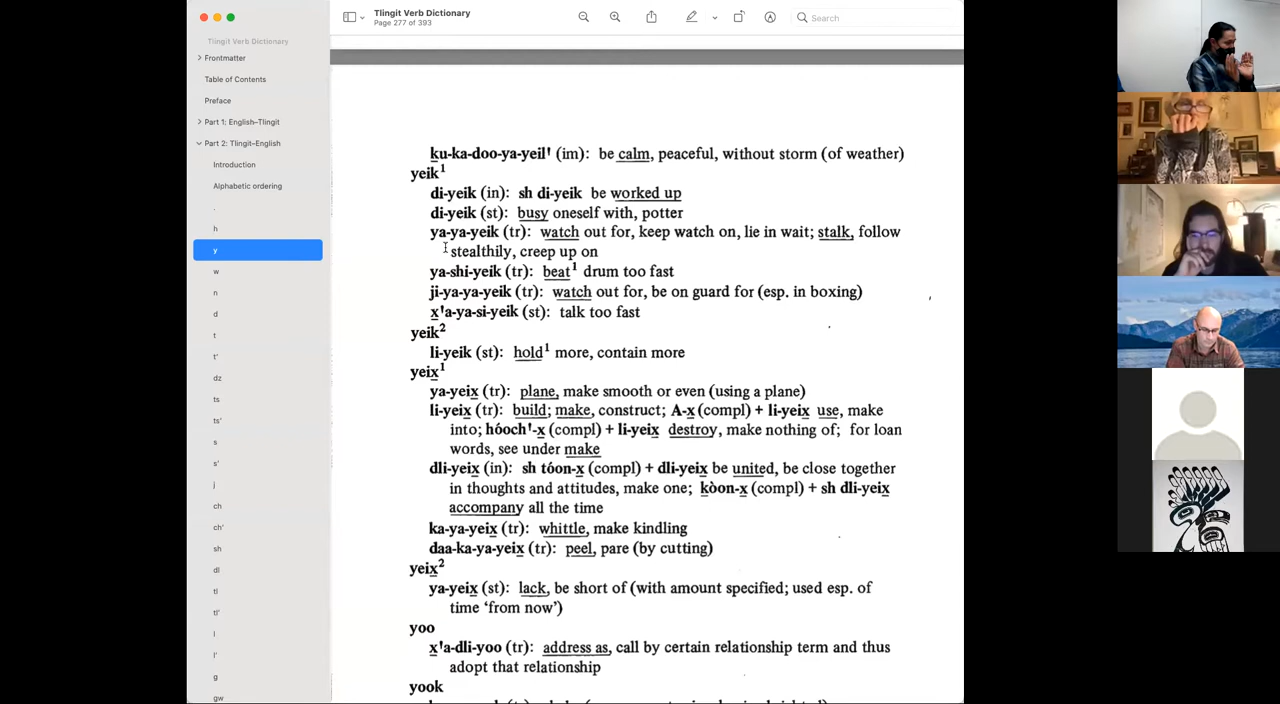 Tlingit Verb Dictionary
Page 277 of 393
Search
Tlingit Verb Dictionary
Frontmatter
Table of Contents
Preface
Part 1: English–Tlingit
Part 2: Tlingit–English
Introduction
Alphabetic ordering
.
h
y
w
n
d
t
t'
dz
ts
ts'
s
s'
j
ch
ch'
sh
dl
tl
tl'
l
l'
g
gw
ḵu-ka-doo-ya-yeil' (im): be calm, peaceful, without storm (of weather)
yeik¹
di-yeik (in): sh di-yeik be worked up
di-yeik (st): busy oneself with, potter
ya-ya-yeik (tr): watch out for, keep watch on, lie in wait; stalk, follow
stealthily, creep up on
ya-shi-yeik (tr): beat¹ drum too fast
ji-ya-ya-yeik (tr): watch out for, be on guard for (esp. in boxing)
x̱'a-ya-si-yeik (st): talk too fast
yeik²
li-yeik (st): hold¹ more, contain more
yeix̱¹
ya-yeix̱ (tr): plane, make smooth or even (using a plane)
li-yeix̱ (tr): build; make, construct; A-x̱ (compl) + li-yeix̱ use, make
into; hóoch'-x̱ (compl) + li-yeix̱ destroy, make nothing of; for loan
words, see under make
dli-yeix̱ (in): sh tóon-x̱ (compl) + dli-yeix̱ be united, be close together
in thoughts and attitudes, make one; ḵòon-x̱ (compl) + sh dli-yeix̱
accompany all the time
ka-ya-yeix̱ (tr): whittle, make kindling
daa-ka-ya-yeix̱ (tr): peel, pare (by cutting)
yeix̱²
ya-yeix̱ (st): lack, be short of (with amount specified; used esp. of
time ‘from now’)
yoo
x̱'a-dli-yoo (tr): address as, call by certain relationship term and thus
adopt that relationship
yook